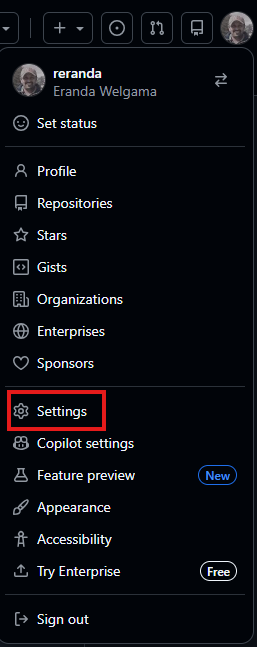 reranda
Eranda Welgama
Set status
Profile
Repositories
Stars
Gists
Organizations
Enterprises
Sponsors
Settings
Copilot settings
Feature preview New
Appearance
Accessibility
Try Enterprise Free
Sign out